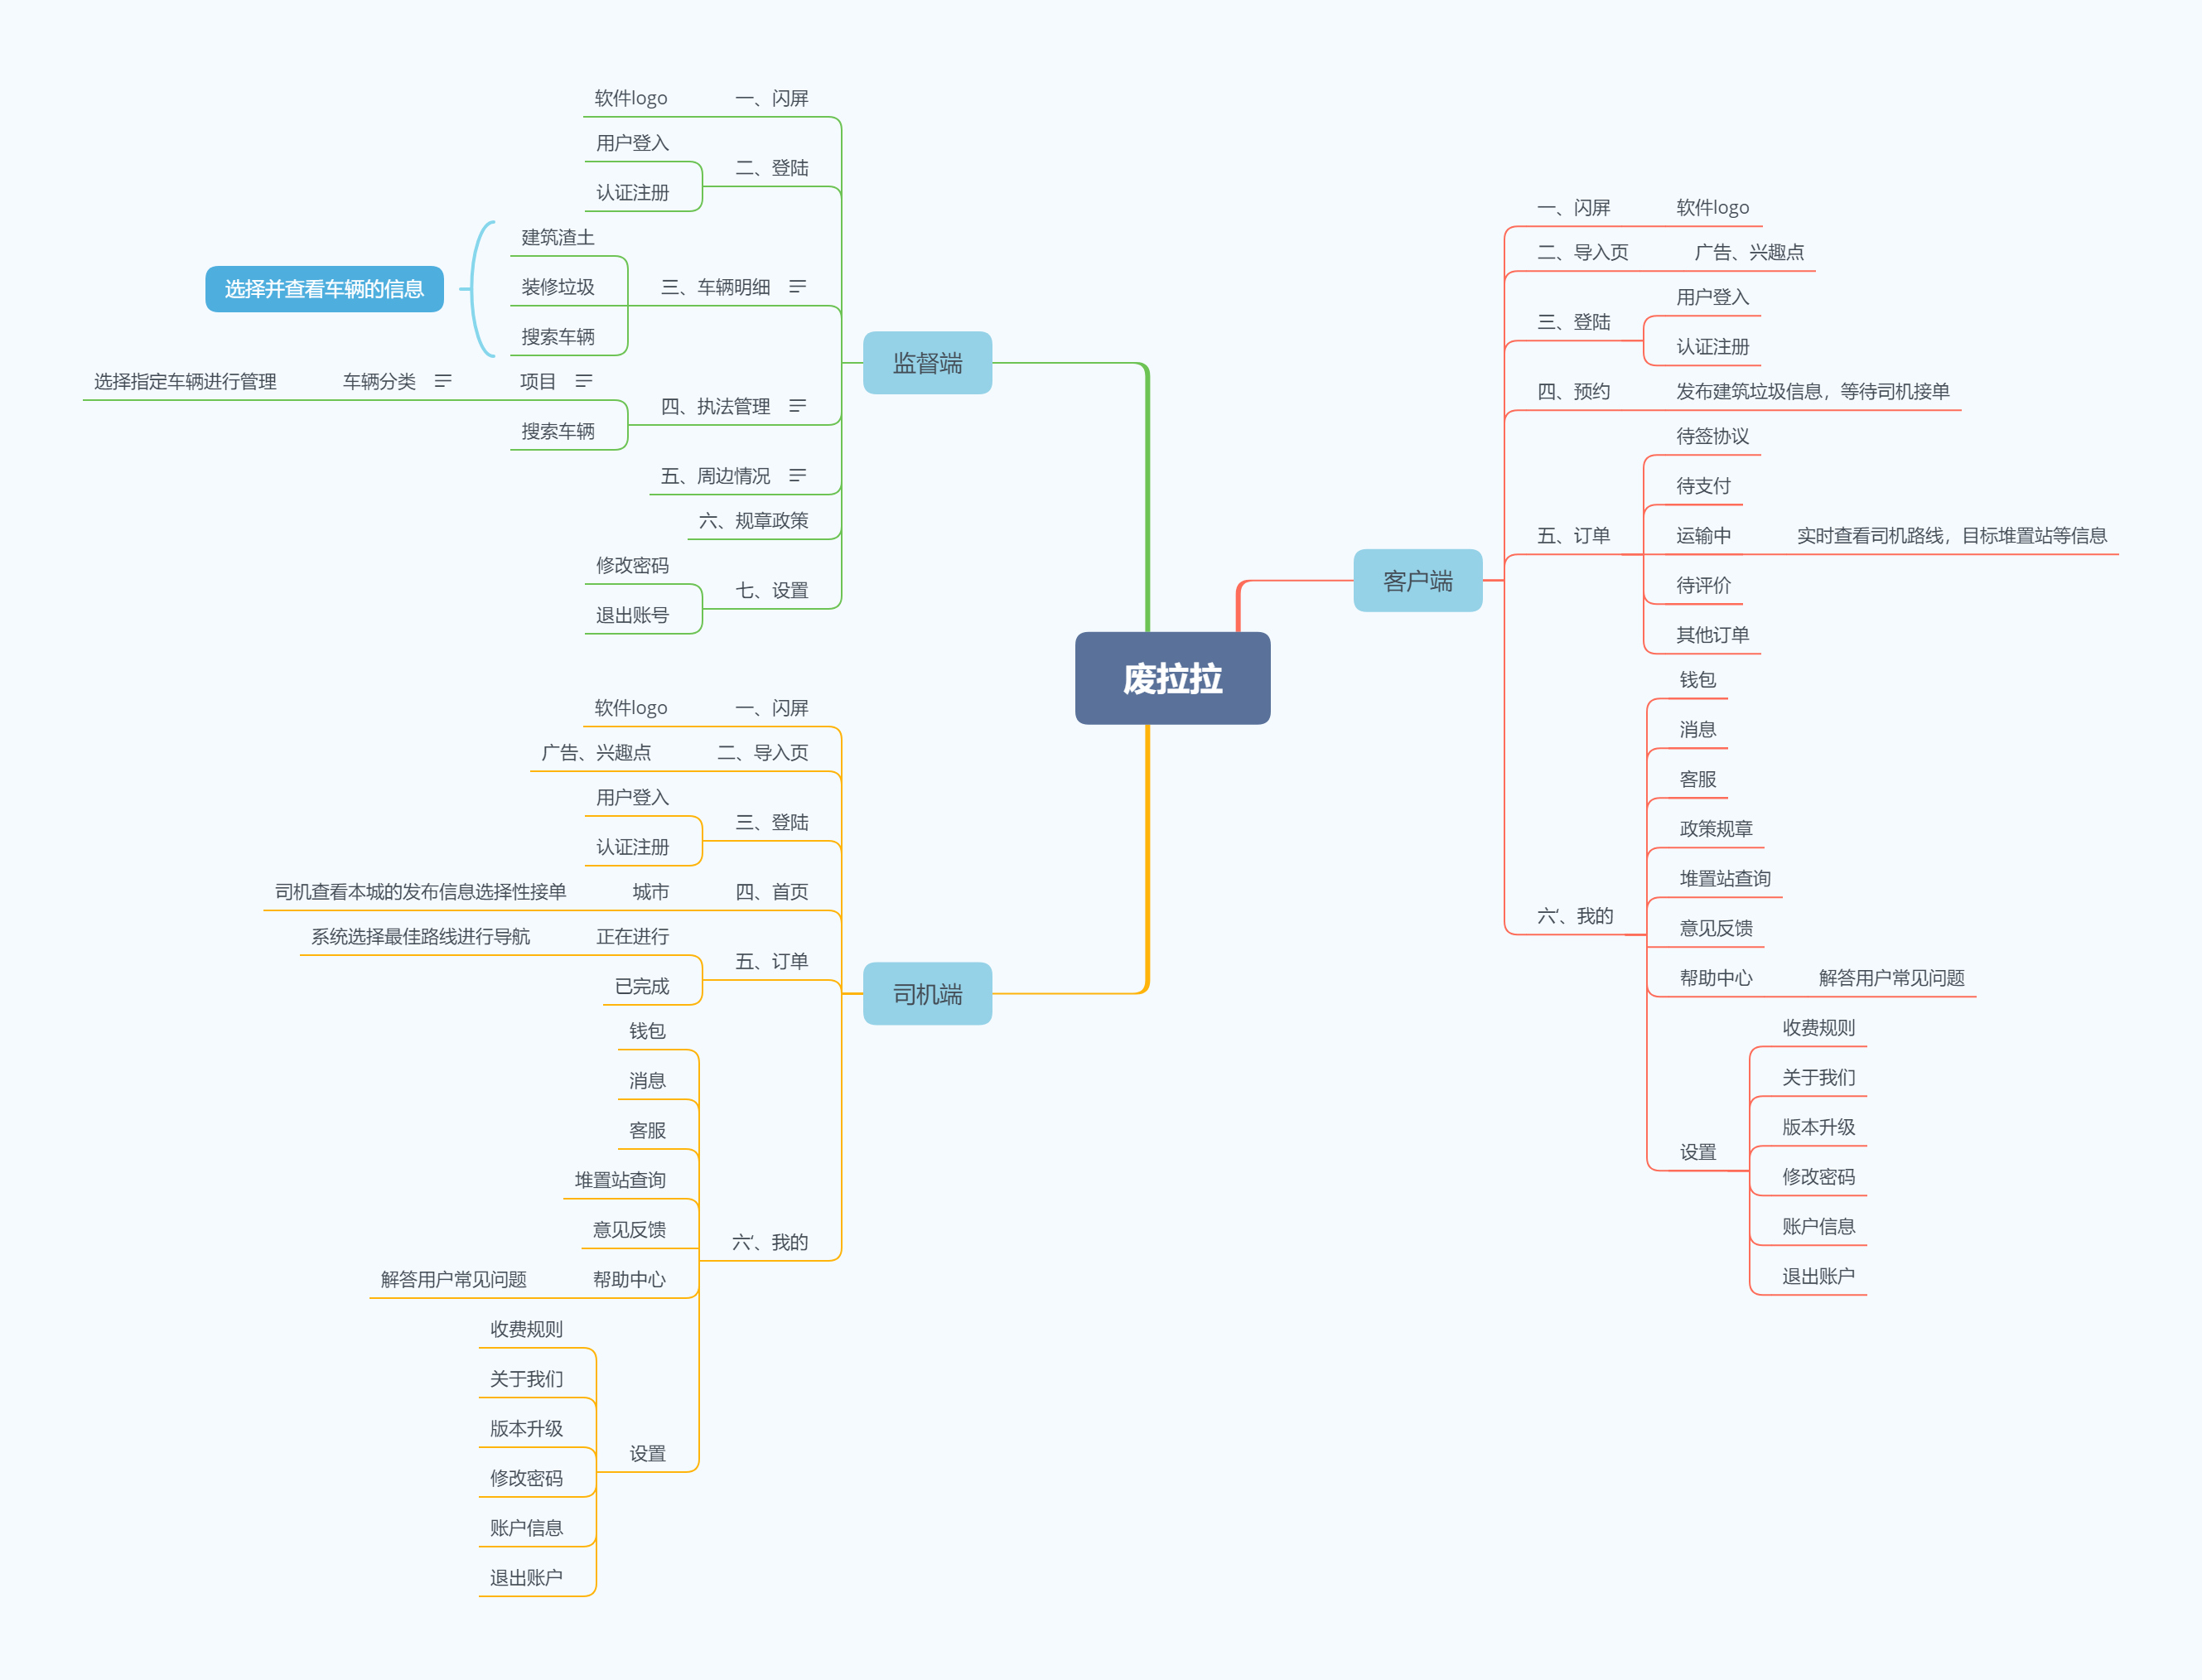 废拉拉
客户端
一、闪屏
软件logo
二、导入页
广告、兴趣点
三、登陆
用户登入
认证注册
四、预约
发布建筑垃圾信息，等待司机接单
五、订单
待签协议
待支付
运输中
实时查看司机路线，目标堆置站等信息
待评价
其他订单
六、我的
钱包
消息
客服
政策规章
堆置站查询
意见反馈
帮助中心
解答用户常见问题
设置
收费规则
关于我们
版本升级
修改密码
账户信息
退出账户
监督端
一、闪屏
软件logo
二、登陆
用户登入
认证注册
三、车辆明细
建筑渣土
装修垃圾
搜索车辆
选择并查看车辆的信息
四、执法管理
项目
车辆分类
选择指定车辆进行管理
搜索车辆
五、周边情况
六、规章政策
七、设置
修改密码
退出账号
司机端
一、闪屏
软件logo
二、导入页
广告、兴趣点
三、登陆
用户登入
认证注册
四、首页
城市
司机查看本城的发布信息选择性接单
五、订单
正在进行
系统选择最佳路线进行导航
已完成
六、我的
钱包
消息
客服
堆置站查询
意见反馈
帮助中心
解答用户常见问题
设置
收费规则
关于我们
版本升级
修改密码
账户信息
退出账户